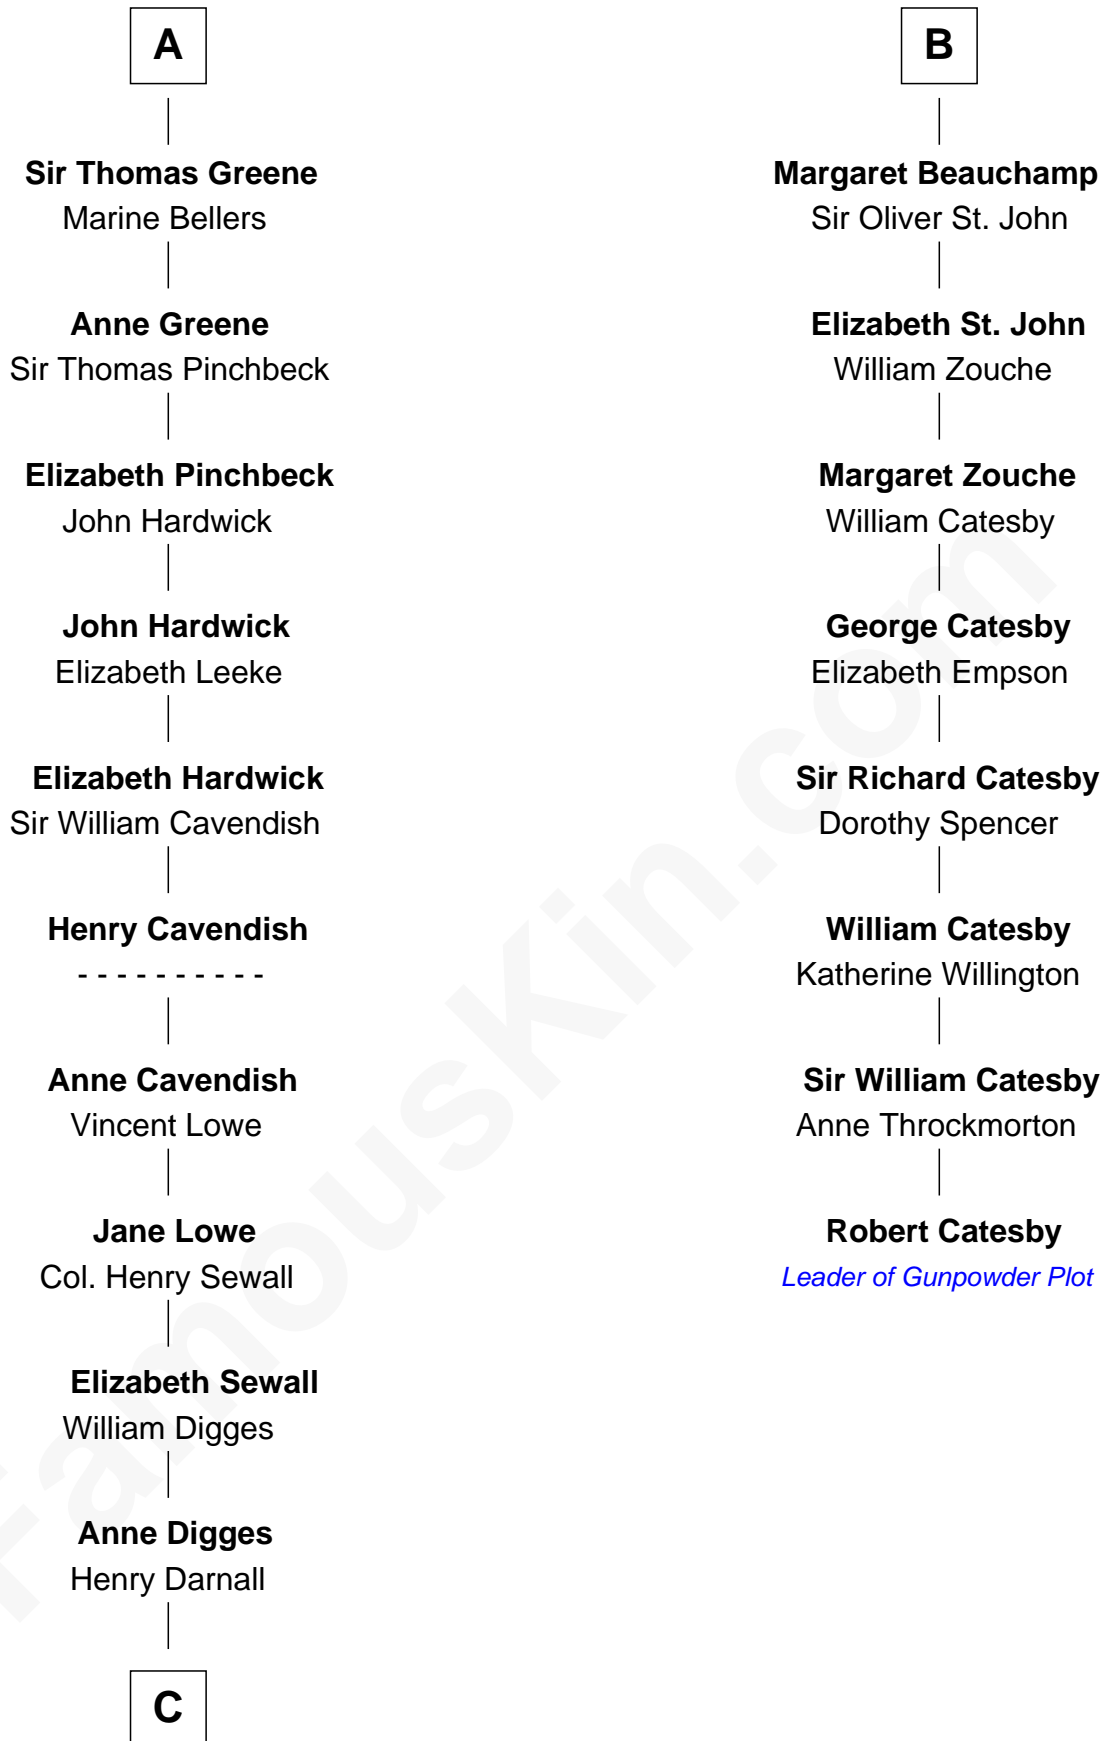 A
Sir Thomas Greene
Marine Bellers
Anne Greene
Sir Thomas Pinchbeck
Elizabeth Pinchbeck
John Hardwick
John Hardwick
Elizabeth Leeke
Elizabeth Hardwick
Sir William Cavendish
Henry Cavendish
- - - - - - - - - -
Anne Cavendish
Vincent Lowe
Jane Lowe
Col. Henry Sewall
Elizabeth Sewall
William Digges
Anne Digges
Henry Darnall
C
B
Margaret Beauchamp
Sir Oliver St. John
Elizabeth St. John
William Zouche
Margaret Zouche
William Catesby
George Catesby
Elizabeth Empson
Sir Richard Catesby
Dorothy Spencer
William Catesby
Katherine Willington
Sir William Catesby
Anne Throckmorton
Robert Catesby
Leader of Gunpowder Plot
FamousKin.com